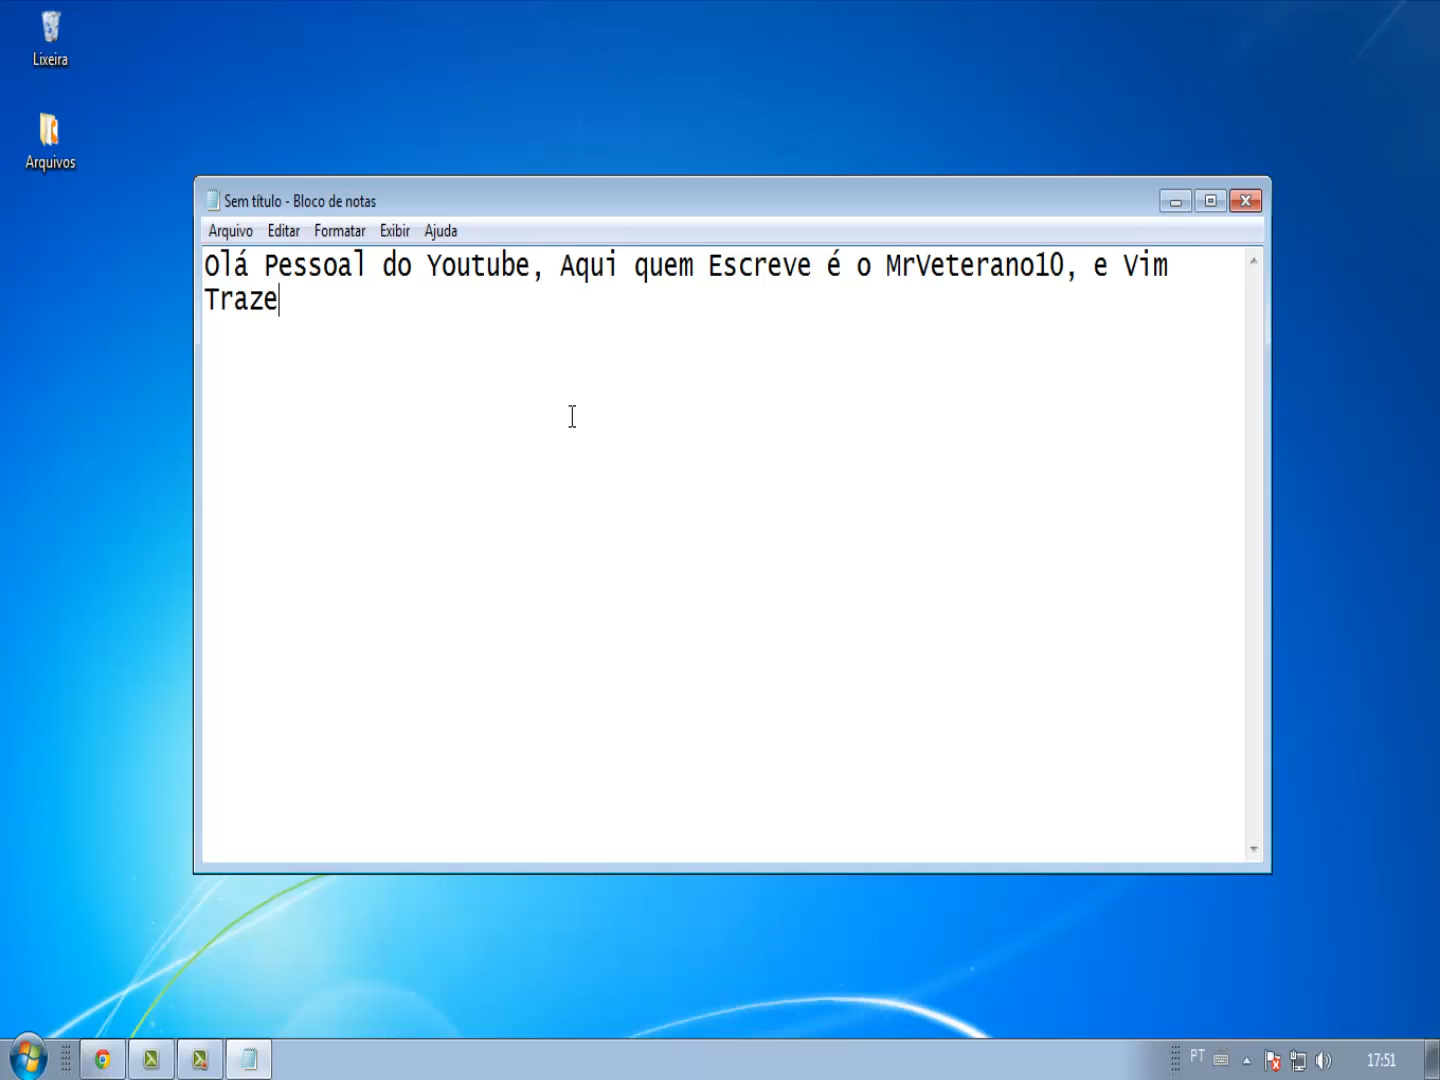 Lixeira
Arquivos
Sem título - Bloco de notas
Arquivo Editar Formatar Exibir Ajuda
Olá Pessoal do Youtube, Aqui quem Escreve é o MrVeterano10, e Vim
Traze
PT
17:51